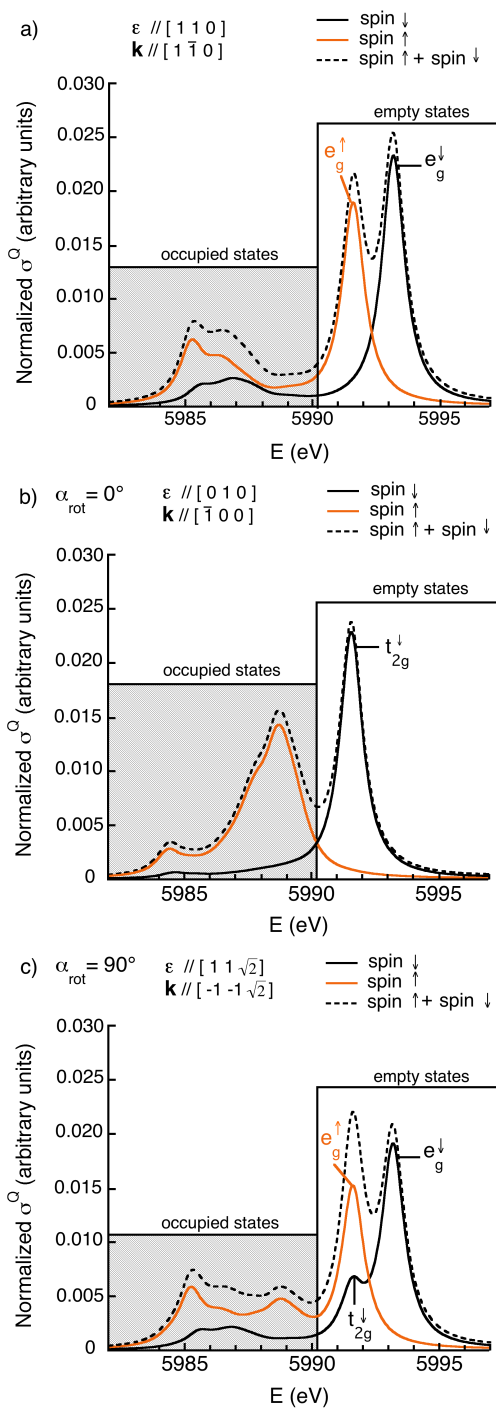 a)
ε // [ 1 1 0 ]
k // [ 1 1̄ 0 ]
spin ↓
spin ↑
spin ↑ + spin ↓
Normalized σ^Q (arbitrary units)
0.030
0.025
0.020
0.015
0.010
0.005
0
empty states
occupied states
e_g^↑
e_g^↓
5985
5990
5995
E (eV)
b)
α_rot = 0°
ε // [ 0 1 0 ]
k // [ 1̄ 0 0 ]
spin ↓
spin ↑
spin ↑ + spin ↓
Normalized σ^Q (arbitrary units)
0.030
0.025
0.020
0.015
0.010
0.005
0
empty states
occupied states
t_2g^↓
5985
5990
5995
E (eV)
c)
α_rot = 90°
ε // [ 1 1 √2 ]
k // [ -1 -1 √2 ]
spin ↓
spin ↑
spin ↑ + spin ↓
Normalized σ^Q (arbitrary units)
0.030
0.025
0.020
0.015
0.010
0.005
0.000
empty states
occupied states
e_g^↑
e_g^↓
t_2g^↓
5985
5990
5995
E (eV)